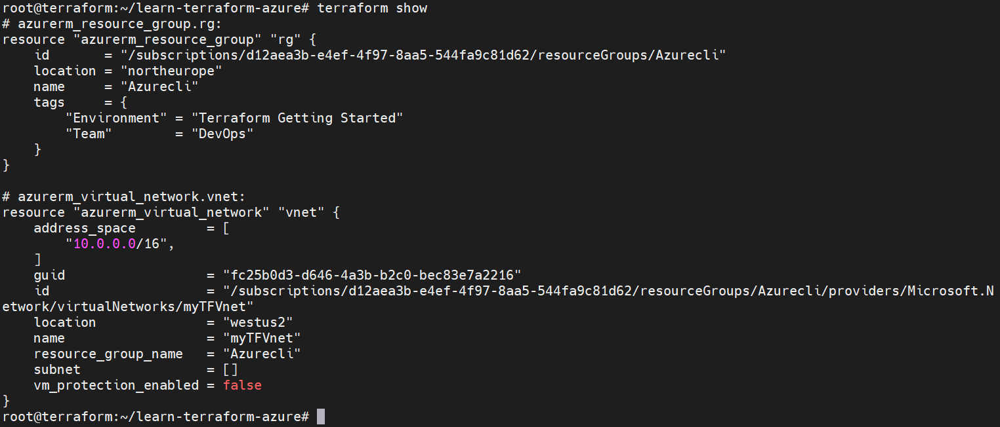 root@terraform:~/learn-terraform-azure# terraform show
# azurerm_resource_group.rg:
resource "azurerm_resource_group" "rg" {
    id       = "/subscriptions/d12aea3b-e4ef-4f97-8aa5-544fa9c81d62/resourceGroups/Azurecli"
    location = "northeurope"
    name     = "Azurecli"
    tags     = {
        "Environment" = "Terraform Getting Started"
        "Team"        = "DevOps"
    }
}

# azurerm_virtual_network.vnet:
resource "azurerm_virtual_network" "vnet" {
    address_space         = [
        "10.0.0.0/16",
    ]
    guid                  = "fc25b0d3-d646-4a3b-b2c0-bec83e7a2216"
    id                    = "/subscriptions/d12aea3b-e4ef-4f97-8aa5-544fa9c81d62/resourceGroups/Azurecli/providers/Microsoft.N
etwork/virtualNetworks/myTFVnet"
    location              = "westus2"
    name                  = "myTFVnet"
    resource_group_name   = "Azurecli"
    subnet                = []
    vm_protection_enabled = false
}
root@terraform:~/learn-terraform-azure#